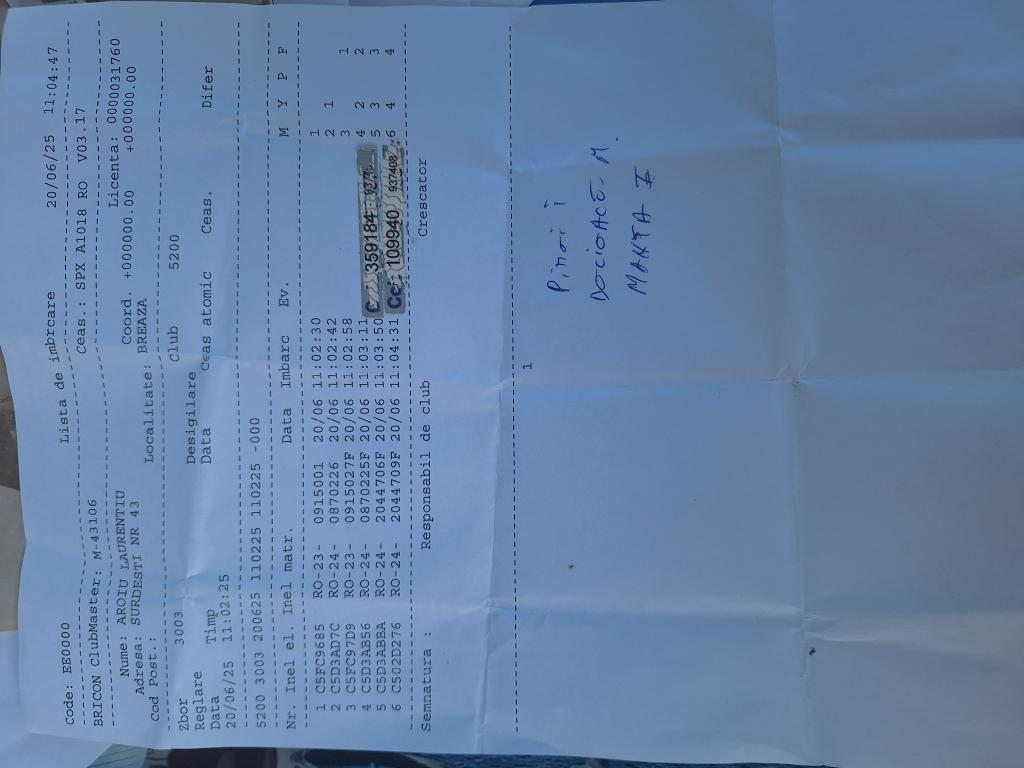 Code: EE0000 Lista de imbrcare 20/06/25 11:04:47
BRICON ClubMaster: M-43106 Ceas.: SPX A1018 RO V03.17
Nume: AROIU LAURENTIU Coord. +000000.00 Licenta: 0000031760
Adresa: SURDESTI NR 43 Localitate: BREAZA +000000.00
Cod Post.:
Zbor 3003 Club 5200
Reglare Desigilare
Data Timp Data Ceas atomic Ceas. Difer
20/06/25 11:02:25
5200 3003 200625 110225 110225 110225 -000
Nr. Inel el. Inel matr. Data Imbarc Ev. M Y P F
1 C5FC9685 RO-23- 0915001 20/06 11:02:30 1
2 C5D3AD7C RO-24- 0870226 20/06 11:02:42 2 1
3 C5FC97D9 RO-23- 0915027F 20/06 11:02:58 3 1
4 C5D3AB56 RO-24- 0870225F 20/06 11:03:11 359184 4 2 2
5 C5D3ABBA RO-24- 2044706F 20/06 11:03:50 5 3 3
6 C502D276 RO-24- 2044709F 20/06 11:04:31 109940 937408 6 4 4
Semnatura : Responsabil de club Crescator
1
MAKTA II